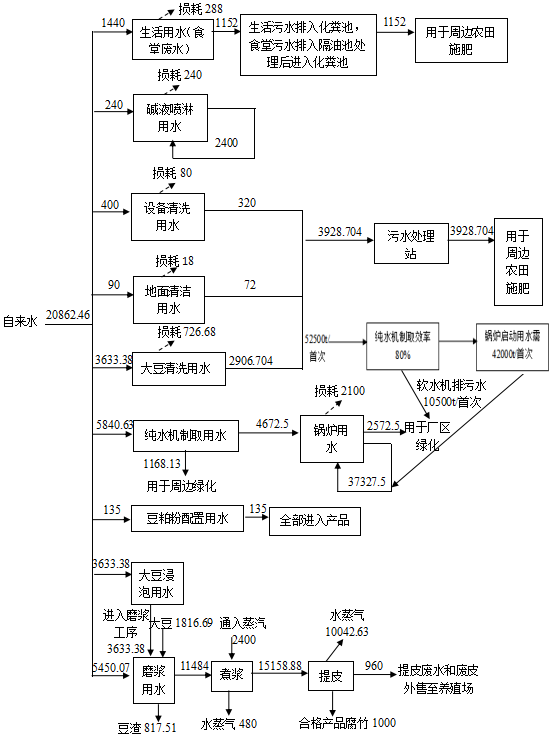 损耗 288
1440
生活用水(食
堂废水)
1152
生活污水排入化粪池,
食堂污水排入隔油池处
理后进入化粪池
1152
用于周边农田
施肥
损耗 240
240
碱液喷淋
用水
2400
损耗 80
400
设备清洗
用水
320
3928.704
污水处理
站
3928.704
用于
周边
农田
施肥
损耗 18
90
地面清洁
用水
72
自来水
20862.46
损耗 726.68
3633.38
大豆清洗用水
2906.704
52500t/
首次
纯水机制取效率
80%
锅炉启动用水需
42000t/首次
软水机排污水
10500t/首次
损耗 2100
5840.63
纯水机制取用水
4672.5
锅炉用
水
2572.5
用于厂区
绿化
1168.13
用于周边绿化
37327.5
135
豆粕粉配置用水
135
全部进入产品
3633.38
大豆浸
泡用水
进入磨浆
工序
3633.38
大豆 1816.69
通入蒸汽
2400
水蒸气
10042.63
5450.07
磨浆
用水
11484
煮浆
15158.88
提皮
960
提皮废水和废皮
外售至养殖场
豆渣 817.51
水蒸气 480
合格产品腐竹 1000